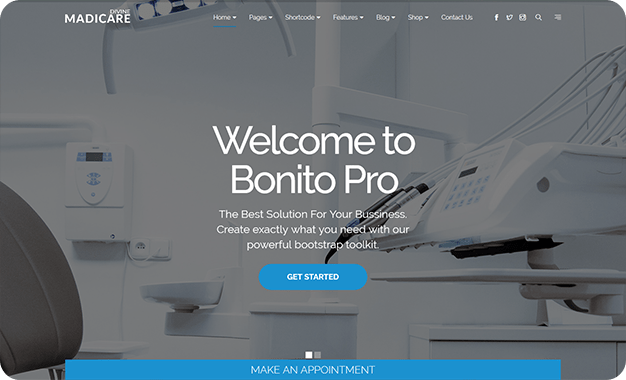 DIVINE
MADICARE
Home Pages Shortcode Features Blog Shop Contact Us
Welcome to
Bonito Pro
The Best Solution For Your Bussiness.
Create exactly what you need with our
powerful bootstrap toolkit.
GET STARTED
MAKE AN APPOINTMENT